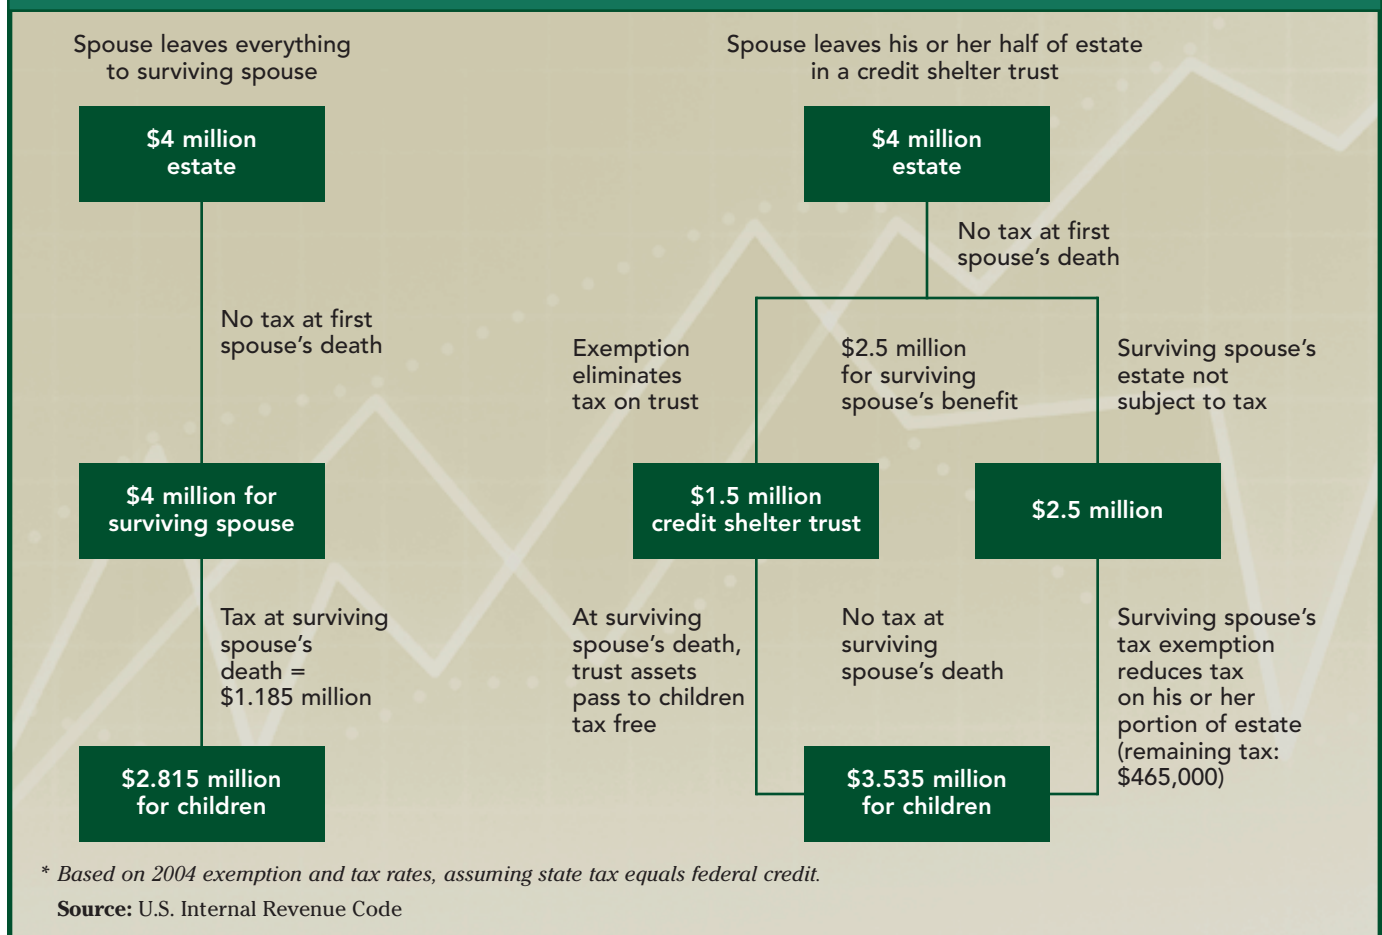 Spouse leaves everything
to surviving spouse
$4 million
estate
No tax at first
spouse’s death
$4 million for
surviving spouse
Tax at surviving
spouse’s
death =
$1.185 million
$2.815 million
for children
Spouse leaves his or her half of estate
in a credit shelter trust
$4 million
estate
No tax at first
spouse’s death
Exemption
eliminates
tax on trust
$2.5 million
for surviving
spouse’s benefit
Surviving spouse’s
estate not
subject to tax
$1.5 million
credit shelter trust
$2.5 million
At surviving
spouse’s death,
trust assets
pass to children
tax free
No tax at
surviving
spouse’s death
Surviving spouse’s
tax exemption
reduces tax
on his or her
portion of estate
(remaining tax:
$465,000)
$3.535 million
for children
* Based on 2004 exemption and tax rates, assuming state tax equals federal credit.
Source: U.S. Internal Revenue Code